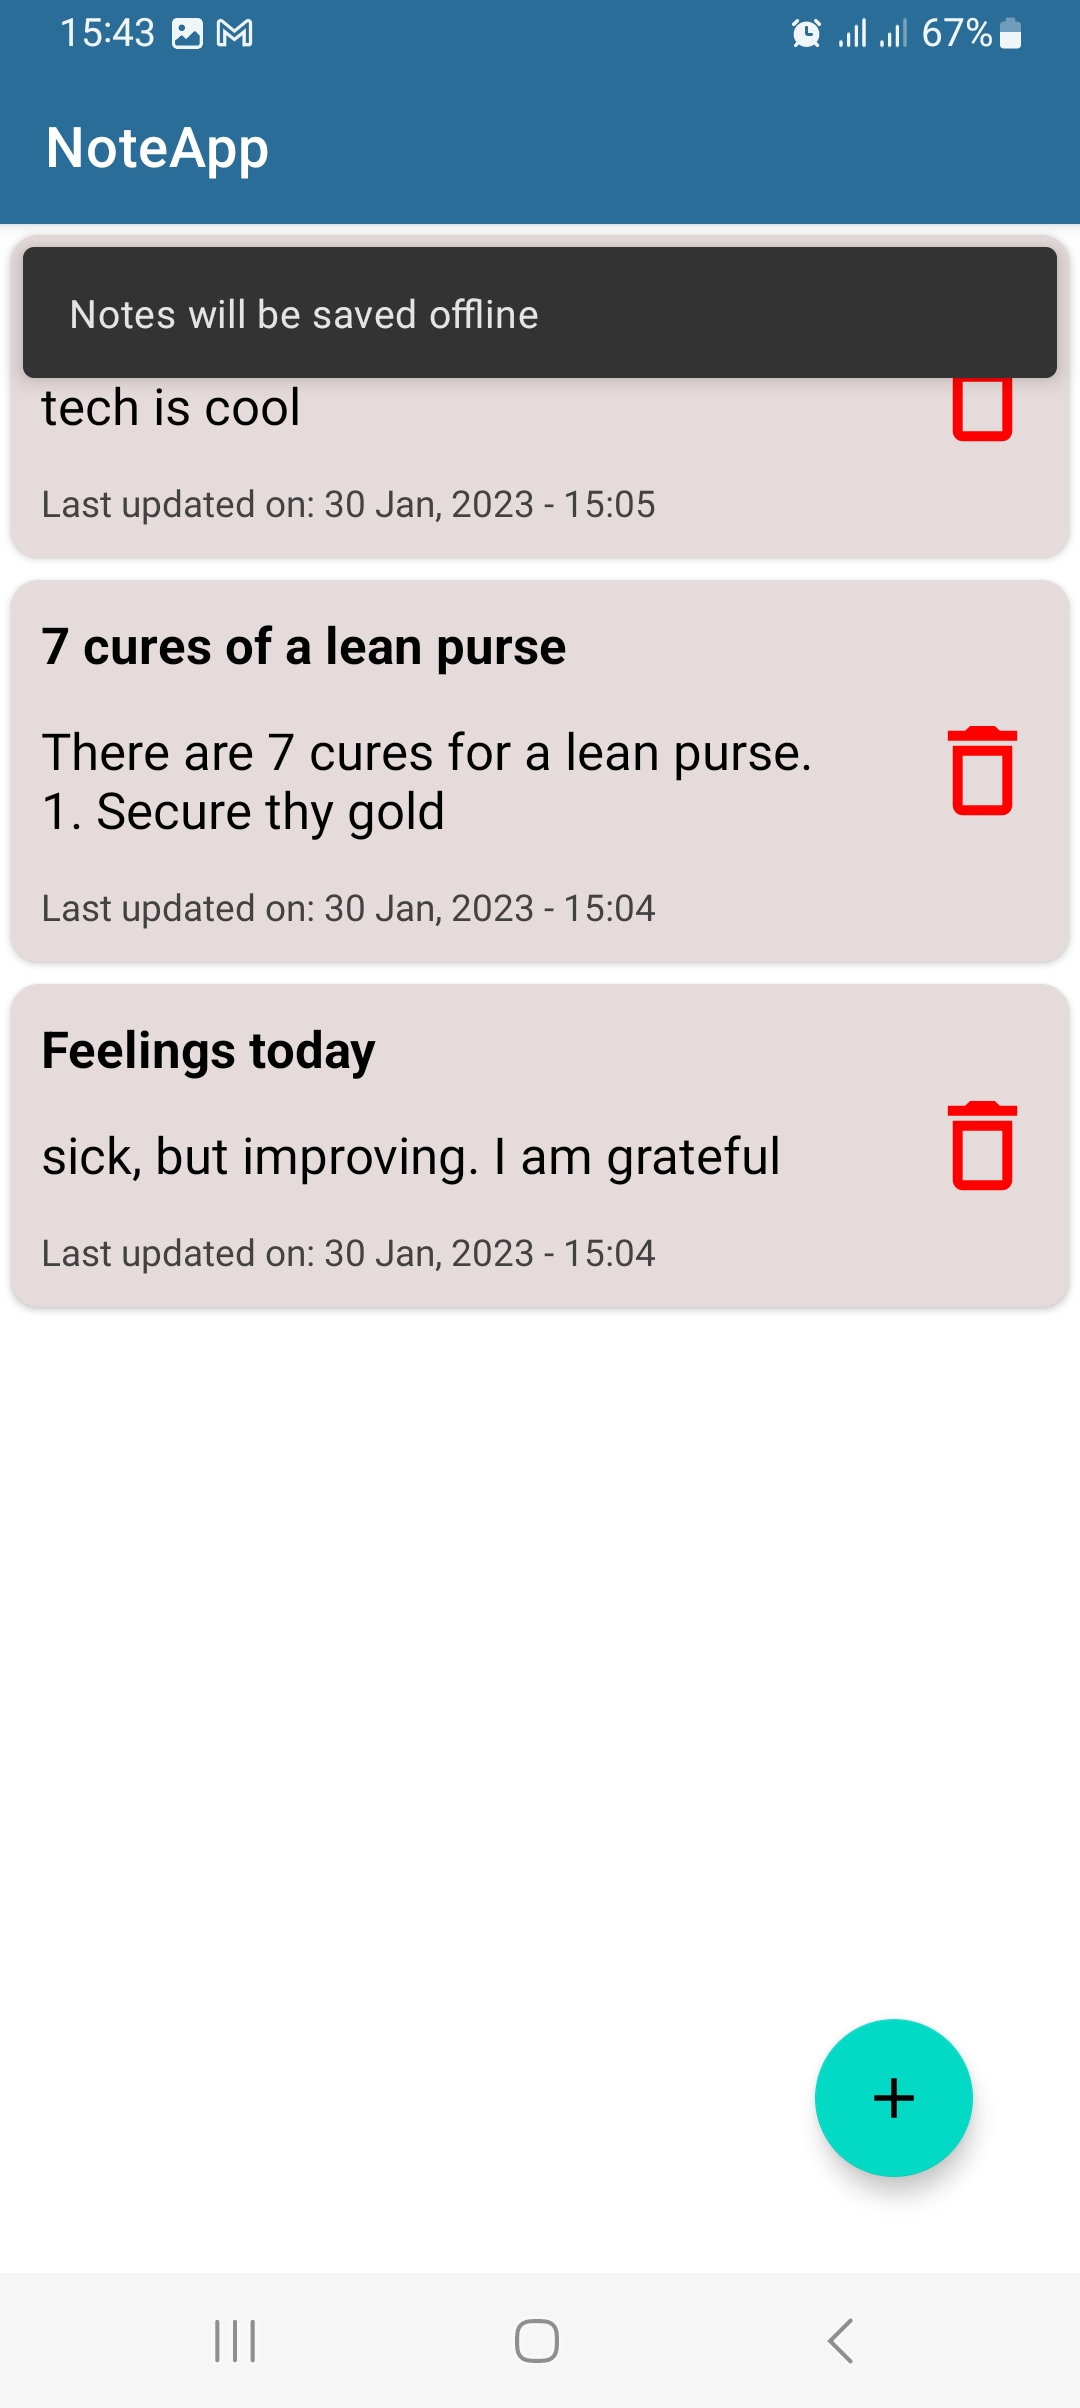 15:43
67%
NoteApp
Notes will be saved offline
tech is cool
Last updated on: 30 Jan, 2023 - 15:05
7 cures of a lean purse
There are 7 cures for a lean purse.
1. Secure thy gold
Last updated on: 30 Jan, 2023 - 15:04
Feelings today
sick, but improving. I am grateful
Last updated on: 30 Jan, 2023 - 15:04